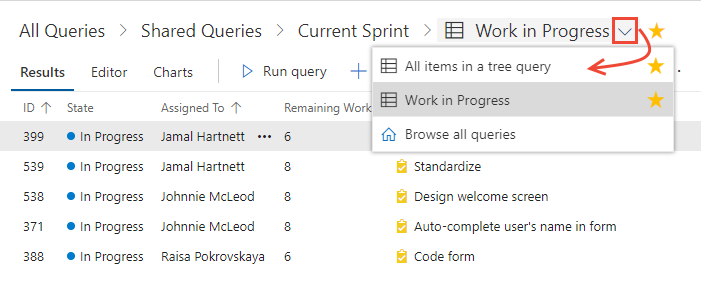 All Queries > Shared Queries > Current Sprint > Work in Progress
Results Editor Charts Run query
All items in a tree query
Work in Progress
Browse all queries
ID ↑ State Assigned To ↑ Remaining Work
399 In Progress Jamal Hartnett ••• 6
539 In Progress Jamal Hartnett 8 Standardize
538 In Progress Johnnie McLeod 8 Design welcome screen
371 In Progress Johnnie McLeod 8 Auto-complete user's name in form
388 In Progress Raisa Pokrovskaya 6 Code form